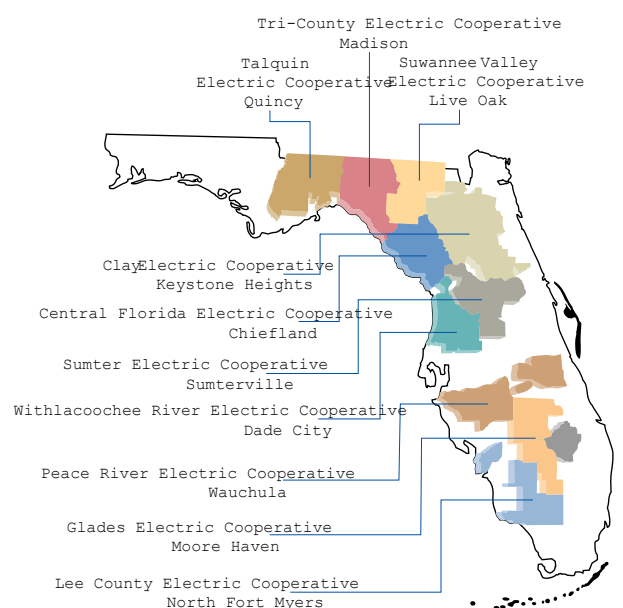 Tri-County Electric Cooperative
Madison
Talquin
Electric Cooperative
Quincy
Suwannee Valley
Electric Cooperative
Live Oak
Clay Electric Cooperative
Keystone Heights
Central Florida Electric Cooperative
Chiefland
Sumter Electric Cooperative
Sumterville
Withlacoochee River Electric Cooperative
Dade City
Peace River Electric Cooperative
Wauchula
Glades Electric Cooperative
Moore Haven
Lee County Electric Cooperative
North Fort Myers